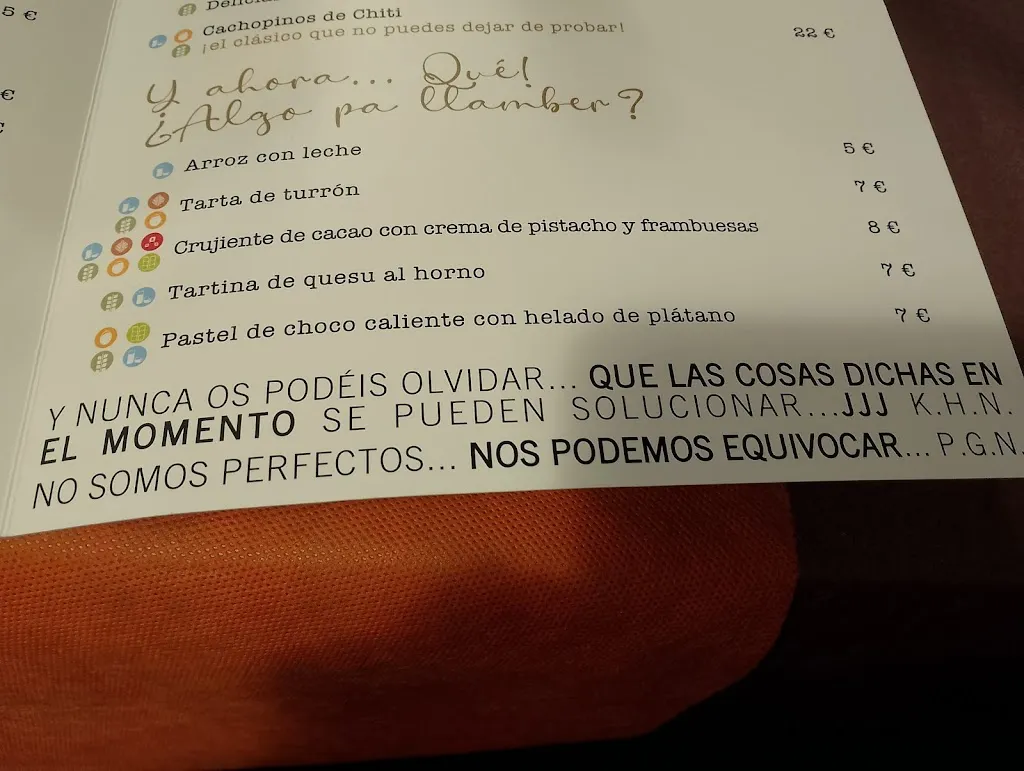 5 €
€
Cachopinos de Chiti 22 €
¡el clásico que no puedes dejar de probar!
Y ahora... Qué!
¿Algo pa llamber?
Arroz con leche 5 €
Tarta de turrón 7 €
Crujiente de cacao con crema de pistacho y frambuesas 8 €
Tartina de quesu al horno 7 €
Pastel de choco caliente con helado de plátano 7 €
Y NUNCA OS PODÉIS OLVIDAR... QUE LAS COSAS DICHAS EN
EL MOMENTO SE PUEDEN SOLUCIONAR...JJJ K.H.N.
NO SOMOS PERFECTOS... NOS PODEMOS EQUIVOCAR... P.G.N.